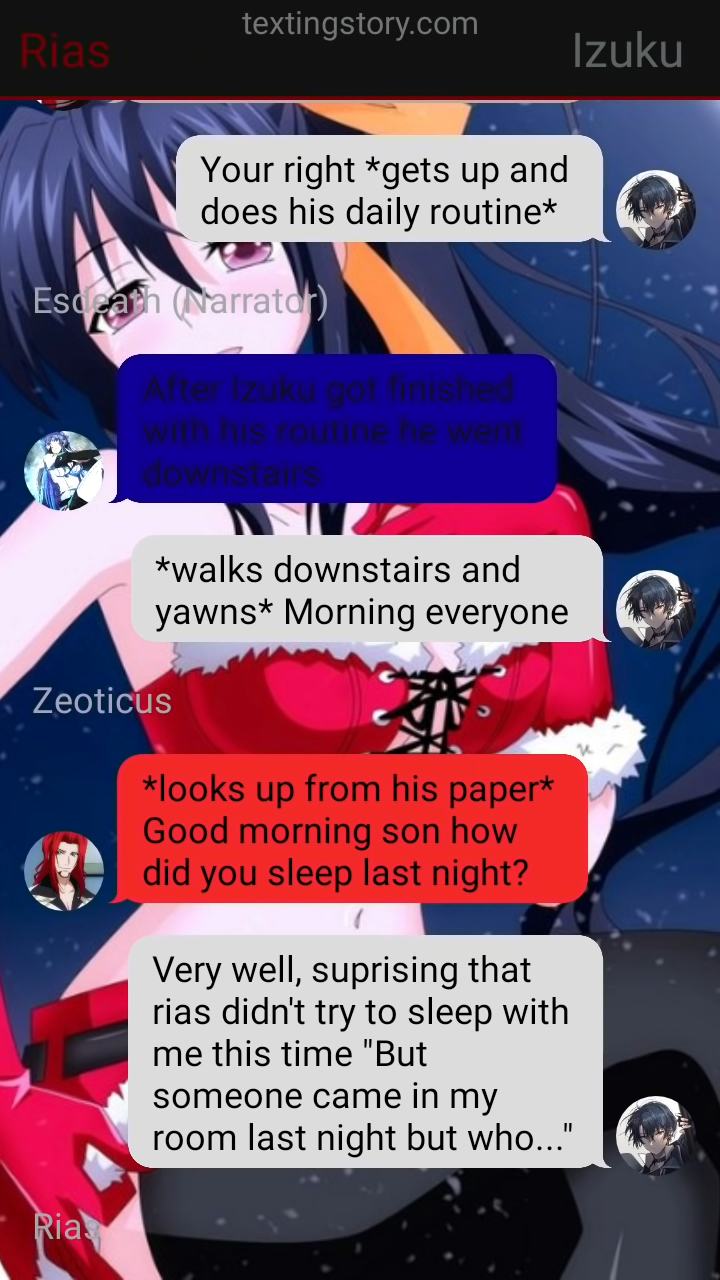 textingstory.com
Rias
Izuku
Your right *gets up and
does his daily routine*
Esdeath (Narrator)
After Izuku got finished
with his routine he went
downstairs
*walks downstairs and
yawns* Morning everyone
Zeoticus
*looks up from his paper*
Good morning son how
did you sleep last night?
Very well, suprising that
rias didn't try to sleep with
me this time "But
someone came in my
room last night but who..."
Rias